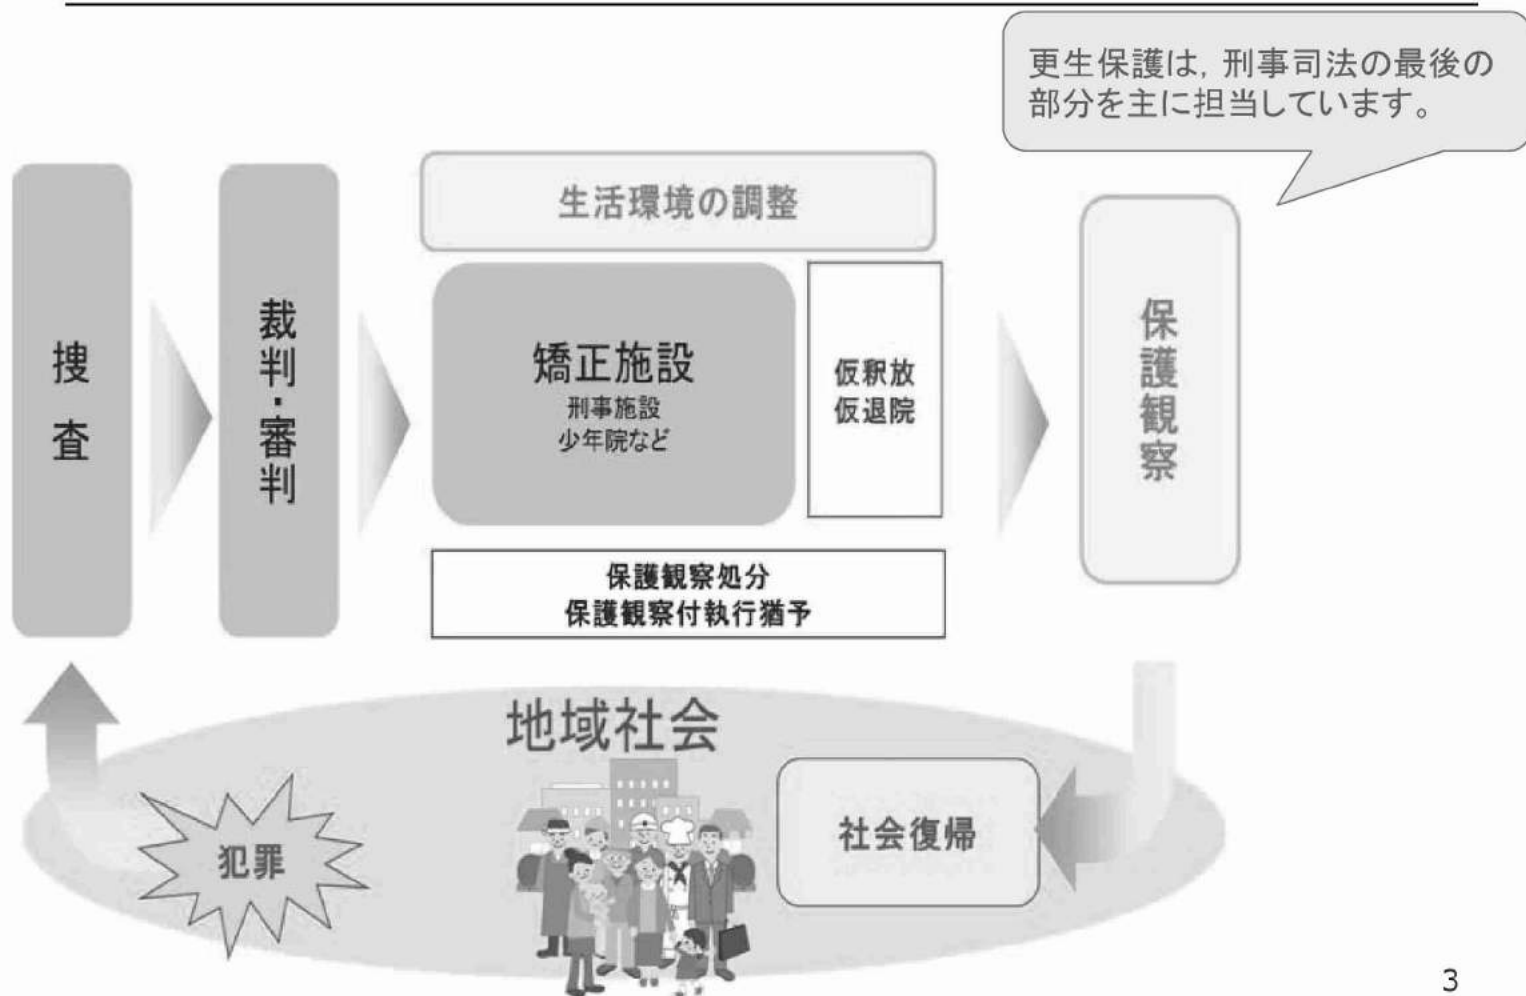 更生保護は,刑事司法の最後の
部分を主に担当しています。
捜査
裁判・審判
生活環境の調整
矯正施設
刑事施設
少年院など
仮釈放
仮退院
保護観察処分
保護観察付執行猶予
保護観察
地域社会
犯罪
社会復帰
3